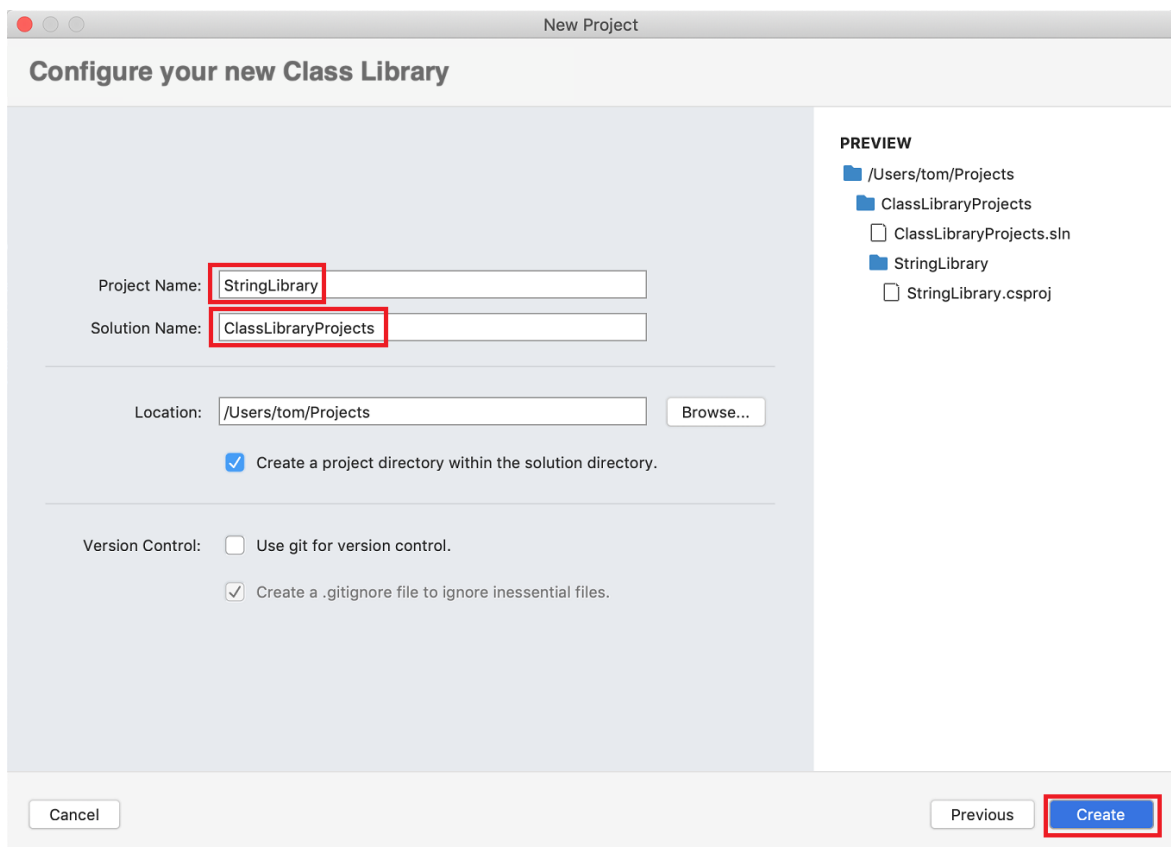 New Project
Configure your new Class Library
Project Name: StringLibrary
Solution Name: ClassLibraryProjects
Location: /Users/tom/Projects Browse...
Create a project directory within the solution directory.
Version Control: Use git for version control.
Create a .gitignore file to ignore inessential files.
PREVIEW
/Users/tom/Projects
ClassLibraryProjects
ClassLibraryProjects.sln
StringLibrary
StringLibrary.csproj
Cancel Previous Create